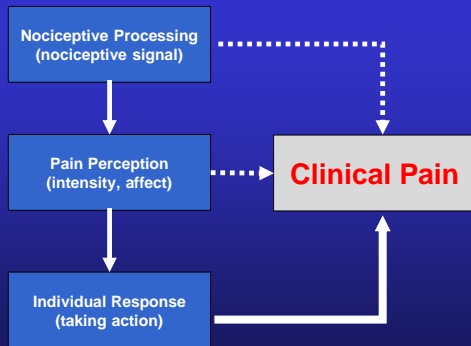 Nociceptive Processing
(nociceptive signal)
Pain Perception
(intensity, affect)
Clinical Pain
Individual Response
(taking action)